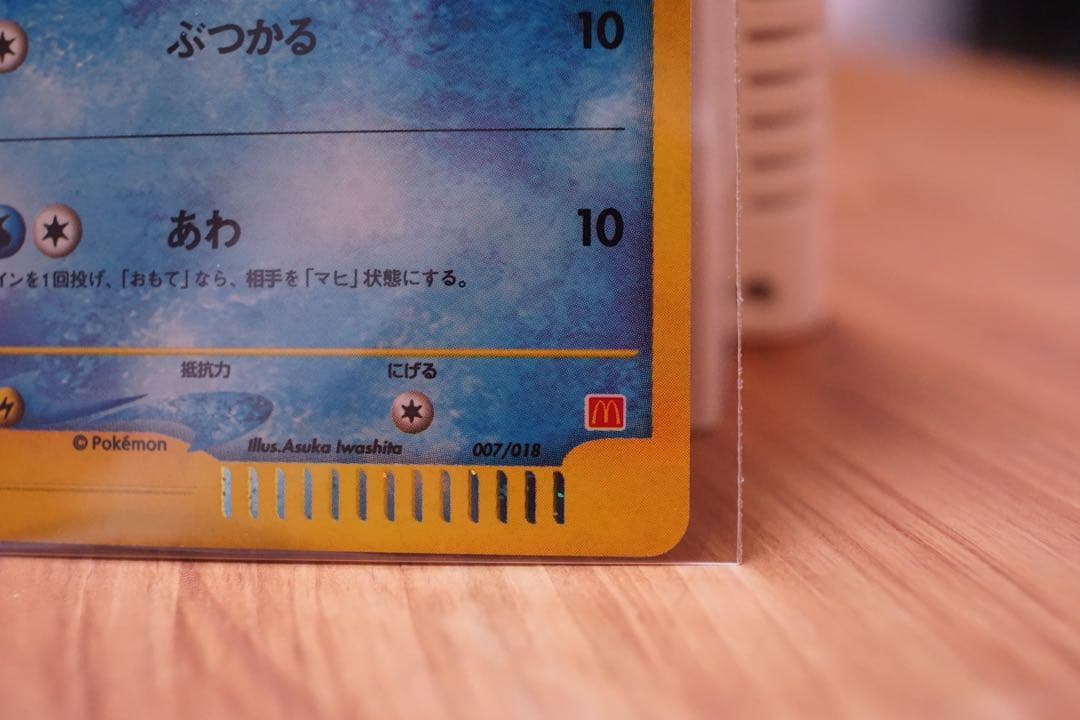 ぶつかる 10
あわ 10
インを1回投げ、「おもて」なら、相手を「マヒ」状態にする。
抵抗力 にげる
© Pokémon Illus.Asuka Iwashita 007/018